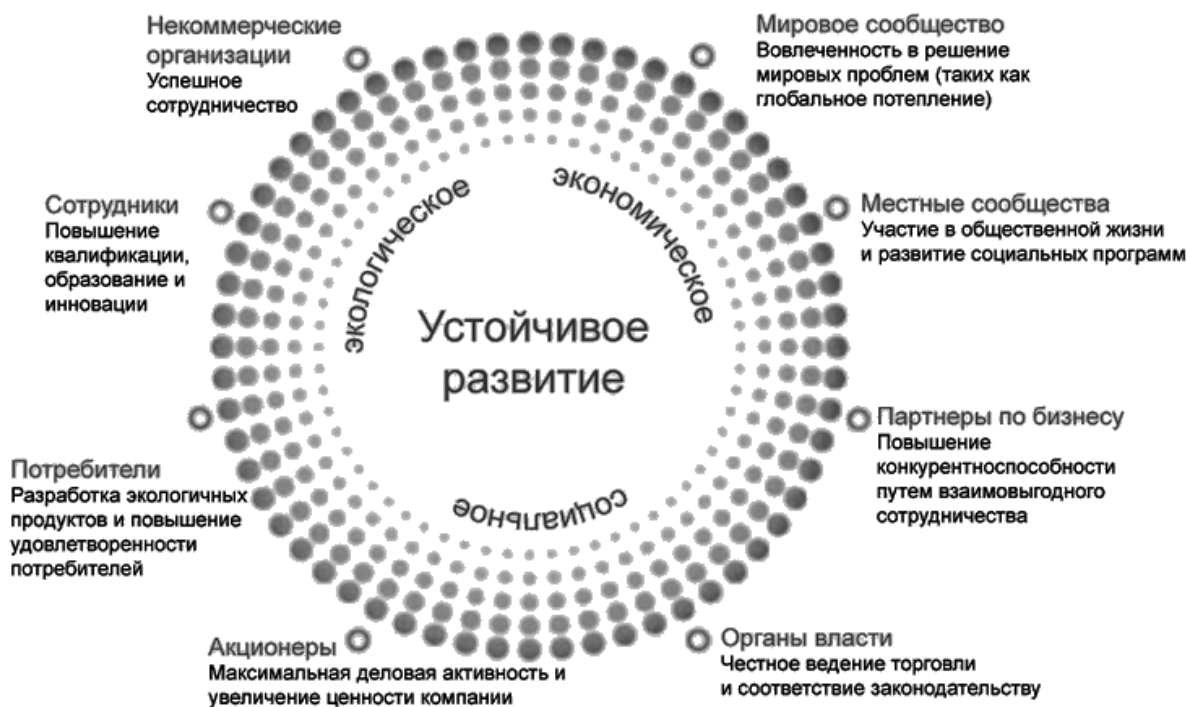 Некоммерческие
организации
Успешное
сотрудничество
Мировое сообщество
Вовлеченность в решение
мировых проблем (таких как
глобальное потепление)
Сотрудники
Повышение
квалификации,
образование и
инновации
Местные сообщества
Участие в общественной жизни
и развитие социальных программ
экологическое
экономическое
Устойчивое
развитие
социальное
Потребители
Разработка экологичных
продуктов и повышение
удовлетворенности
потребителей
Партнеры по бизнесу
Повышение
конкурентноспособности
путем взаимовыгодного
сотрудничества
Акционеры
Максимальная деловая активность и
увеличение ценности компании
Органы власти
Честное ведение торговли
и соответствие законодательству